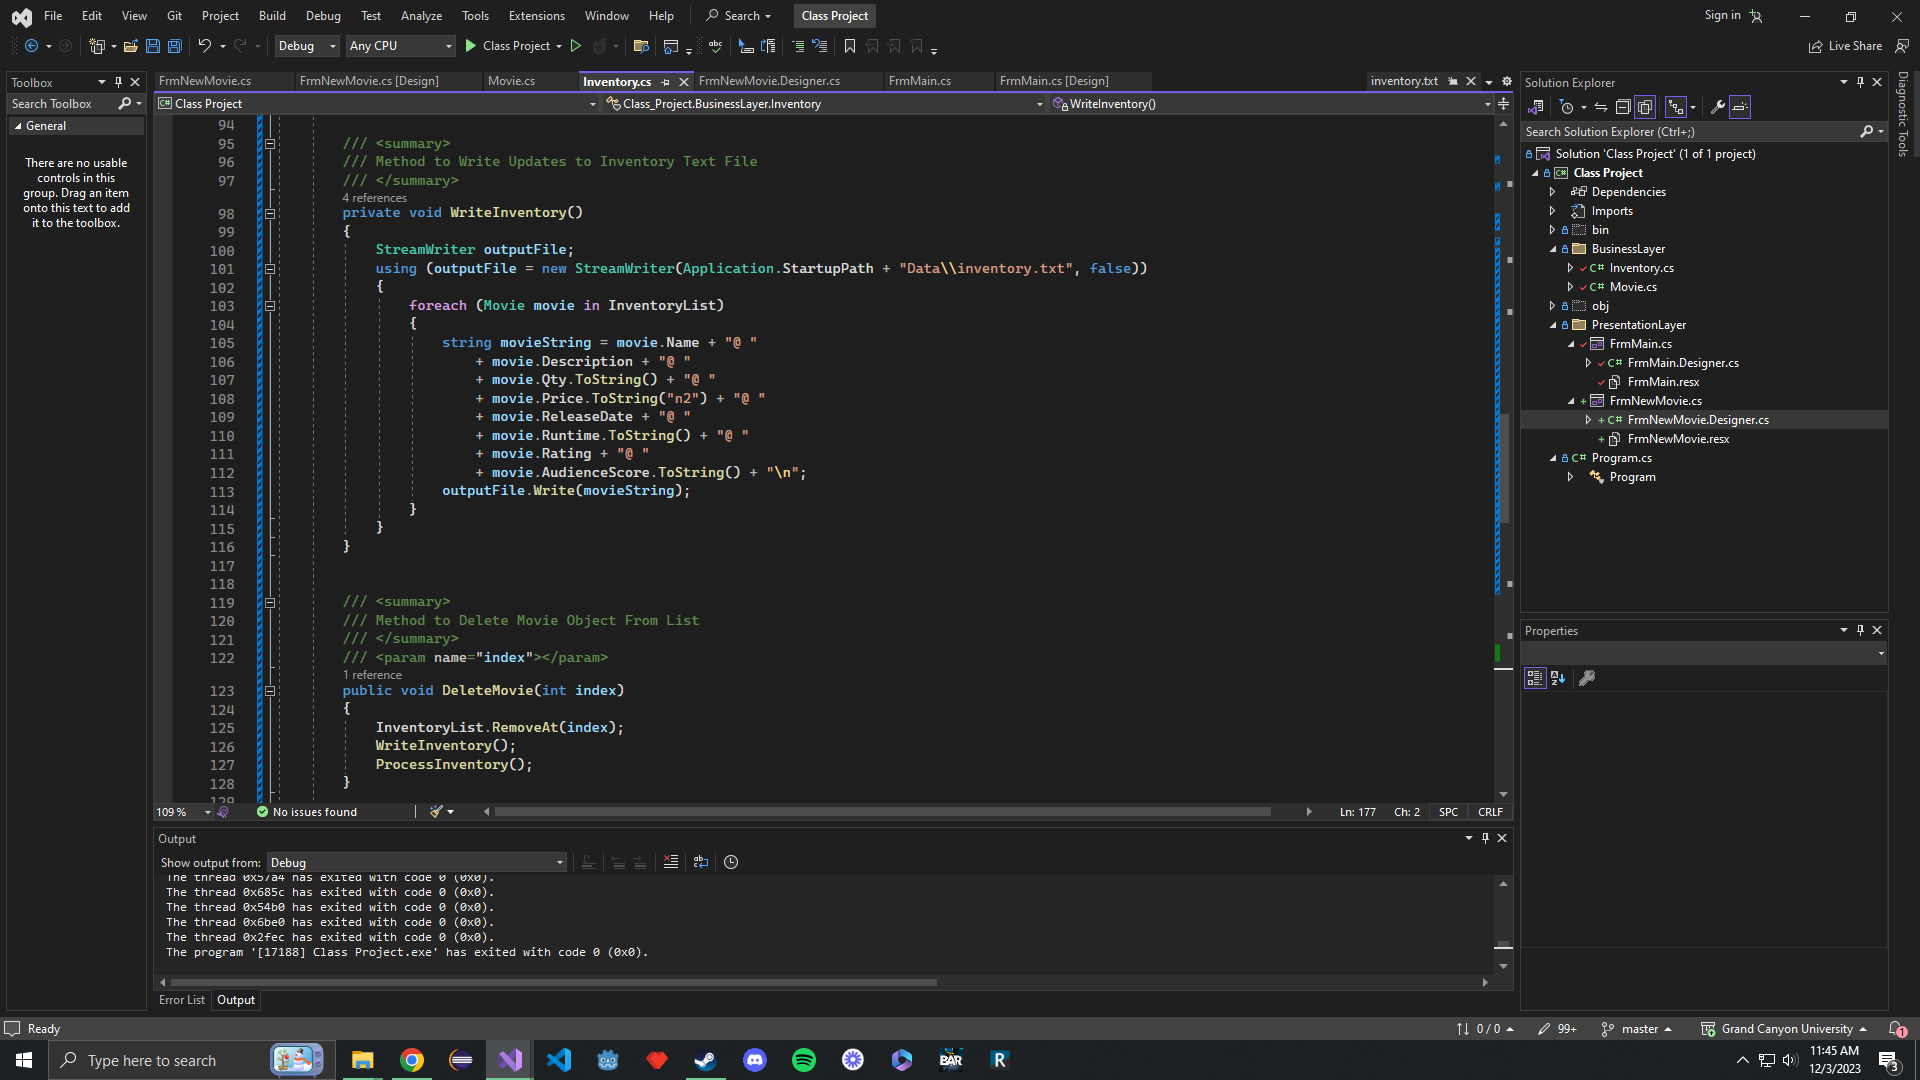 File Edit View Git Project Build Debug Test Analyze Tools Extensions Window Help Search Class Project Sign in
Debug Any CPU Class Project Live Share
Toolbox
Search Toolbox
General
There are no usable
controls in this
group. Drag an item
onto this text to add
it to the toolbox.
FrmNewMovie.cs FrmNewMovie.cs [Design] Movie.cs Inventory.cs FrmNewMovie.Designer.cs FrmMain.cs FrmMain.cs [Design] inventory.txt
Class Project Class_Project.BusinessLayer.Inventory WriteInventory()
94
95 /// <summary>
96 /// Method to Write Updates to Inventory Text File
97 /// </summary>
4 references
98 private void WriteInventory()
99 {
100 StreamWriter outputFile;
101 using (outputFile = new StreamWriter(Application.StartupPath + "Data\\inventory.txt", false))
102 {
103 foreach (Movie movie in InventoryList)
104 {
105 string movieString = movie.Name + "@ "
106 + movie.Description + "@ "
107 + movie.Qty.ToString() + "@ "
108 + movie.Price.ToString("n2") + "@ "
109 + movie.ReleaseDate + "@ "
110 + movie.Runtime.ToString() + "@ "
111 + movie.Rating + "@ "
112 + movie.AudienceScore.ToString() + "\n";
113 outputFile.Write(movieString);
114 }
115 }
116 }
117
118
119 /// <summary>
120 /// Method to Delete Movie Object From List
121 /// </summary>
122 /// <param name="index"></param>
1 reference
123 public void DeleteMovie(int index)
124 {
125 InventoryList.RemoveAt(index);
126 WriteInventory();
127 ProcessInventory();
128 }
129
109 % No issues found Ln: 177 Ch: 2 SPC CRLF
Output
Show output from: Debug
The thread 0x57a4 has exited with code 0 (0x0).
The thread 0x685c has exited with code 0 (0x0).
The thread 0x54b0 has exited with code 0 (0x0).
The thread 0x6be0 has exited with code 0 (0x0).
The thread 0x2fec has exited with code 0 (0x0).
The program '[17188] Class Project.exe' has exited with code 0 (0x0).
Error List Output
Solution Explorer
Search Solution Explorer (Ctrl+;)
Solution 'Class Project' (1 of 1 project)
C# Class Project
Dependencies
Imports
bin
BusinessLayer
C# Inventory.cs
C# Movie.cs
obj
PresentationLayer
FrmMain.cs
C# FrmMain.Designer.cs
FrmMain.resx
FrmNewMovie.cs
C# FrmNewMovie.Designer.cs
FrmNewMovie.resx
C# Program.cs
Program
Properties
Diagnostic Tools
Ready 0 / 0 99+ master Grand Canyon University 1
Type here to search BAR R 11:45 AM
12/3/2023 3